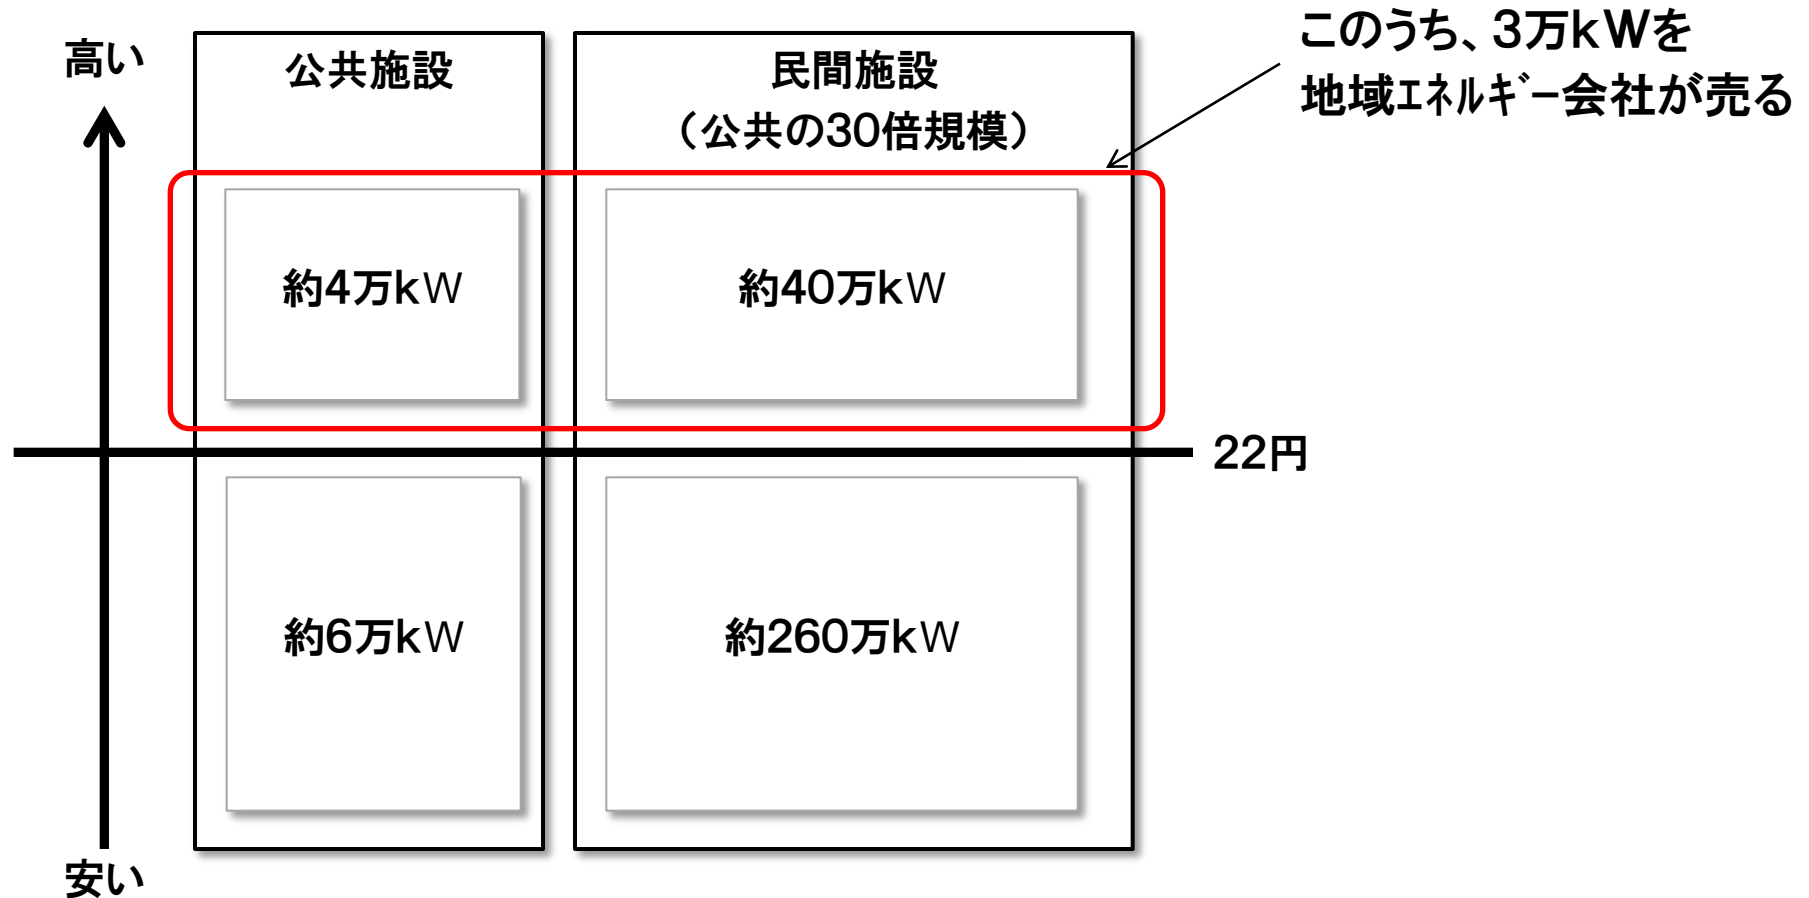 このうち、3万kWを
地域ｴﾈﾙｷﾞｰ会社が売る
高い
公共施設
民間施設
（公共の30倍規模）
約4万kW
約40万kW
22円
約6万kW
約260万kW
安い